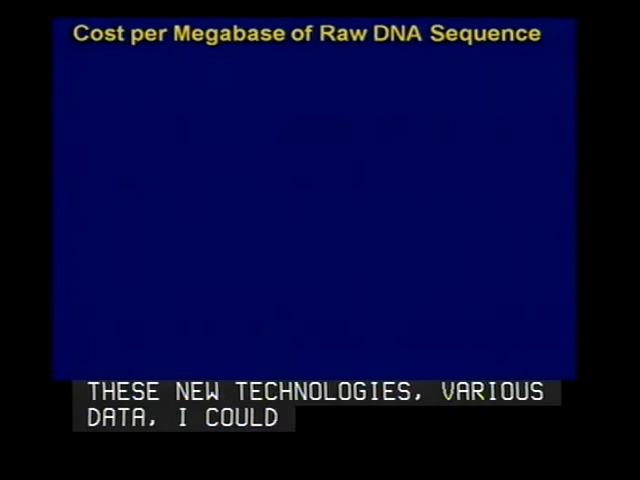 Cost per Megabase of Raw DNA Sequence
THESE NEW TECHNOLOGIES, VARIOUS
DATA, I COULD